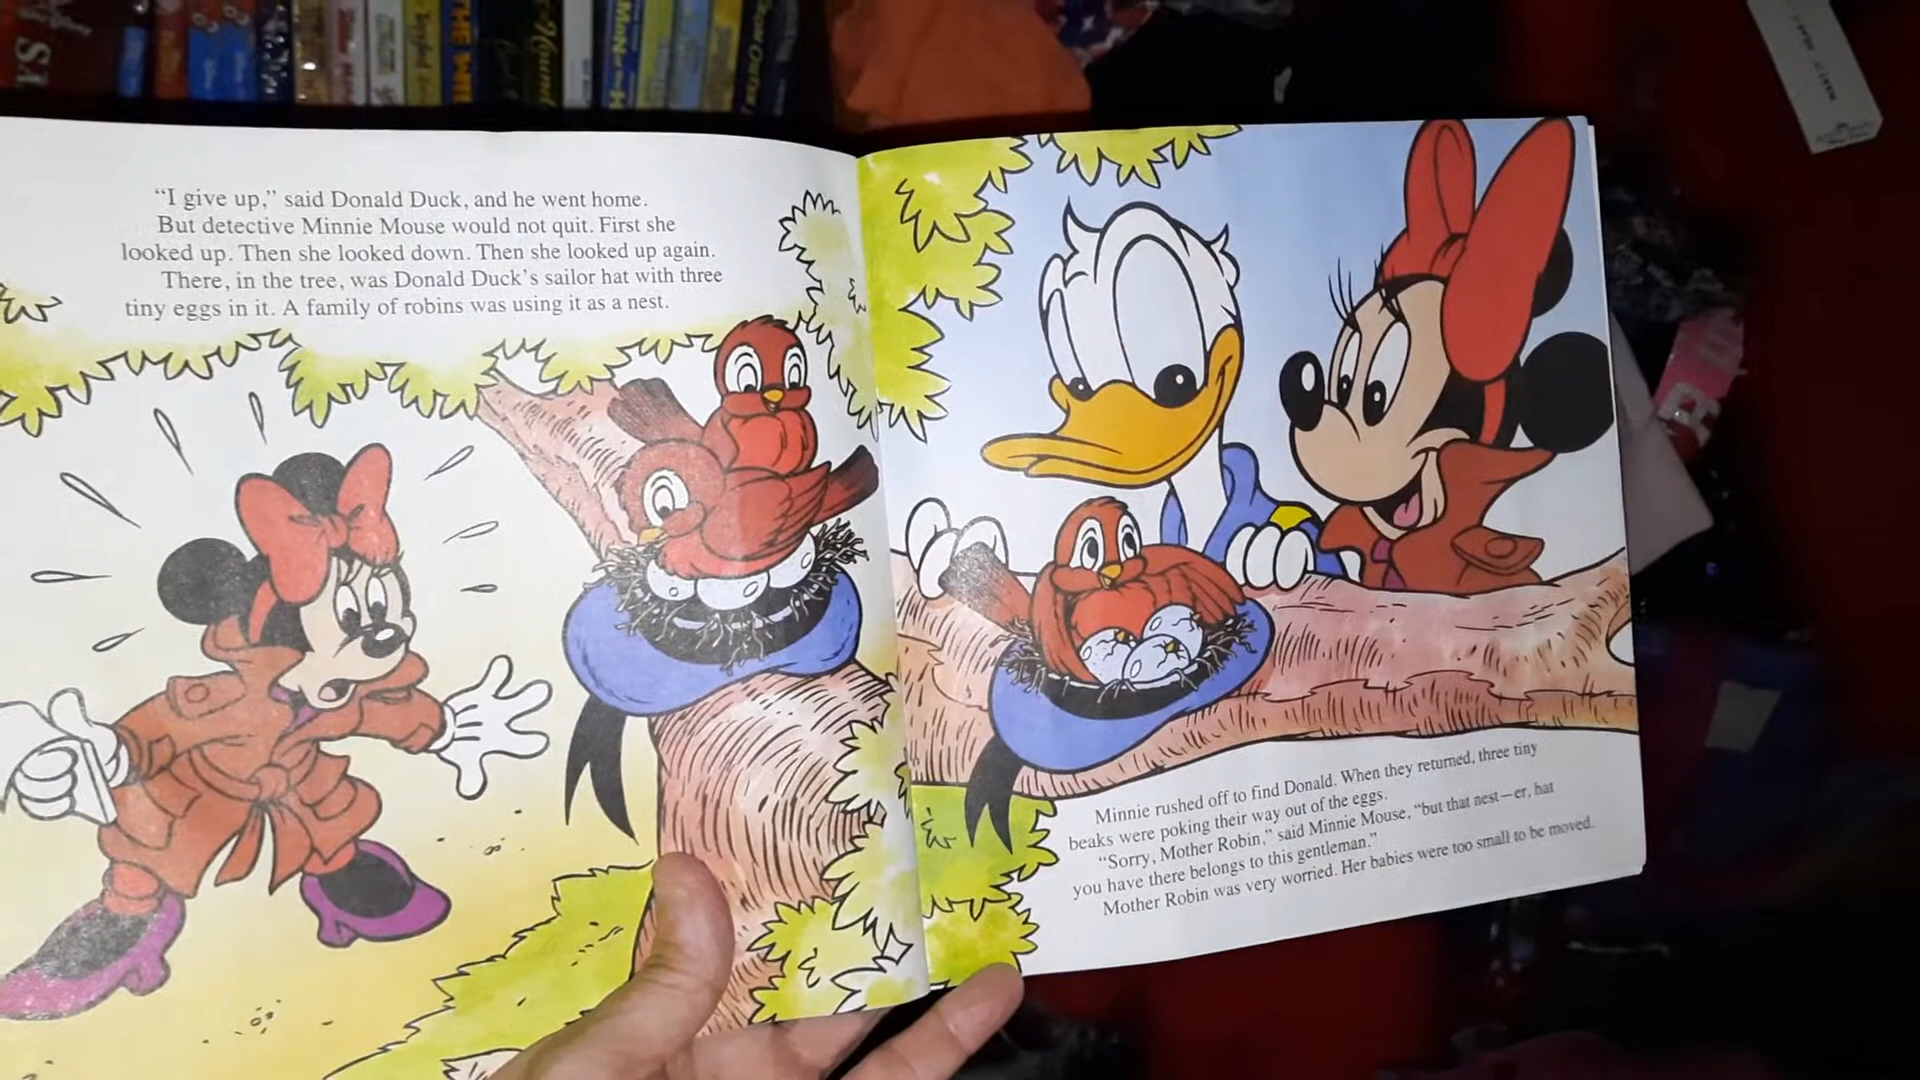 SI
THE WIL
Hound
MAN
"I give up," said Donald Duck, and he went home.
But detective Minnie Mouse would not quit. First she
looked up. Then she looked down. Then she looked up again.
There, in the tree, was Donald Duck's sailor hat with three
tiny eggs in it. A family of robins was using it as a nest.
Minnie rushed off to find Donald. When they returned, three tiny
beaks were poking their way out of the eggs.
"Sorry, Mother Robin," said Minnie Mouse, "but that nest—er, hat
you have there belongs to this gentleman."
Mother Robin was very worried. Her babies were too small to be moved.